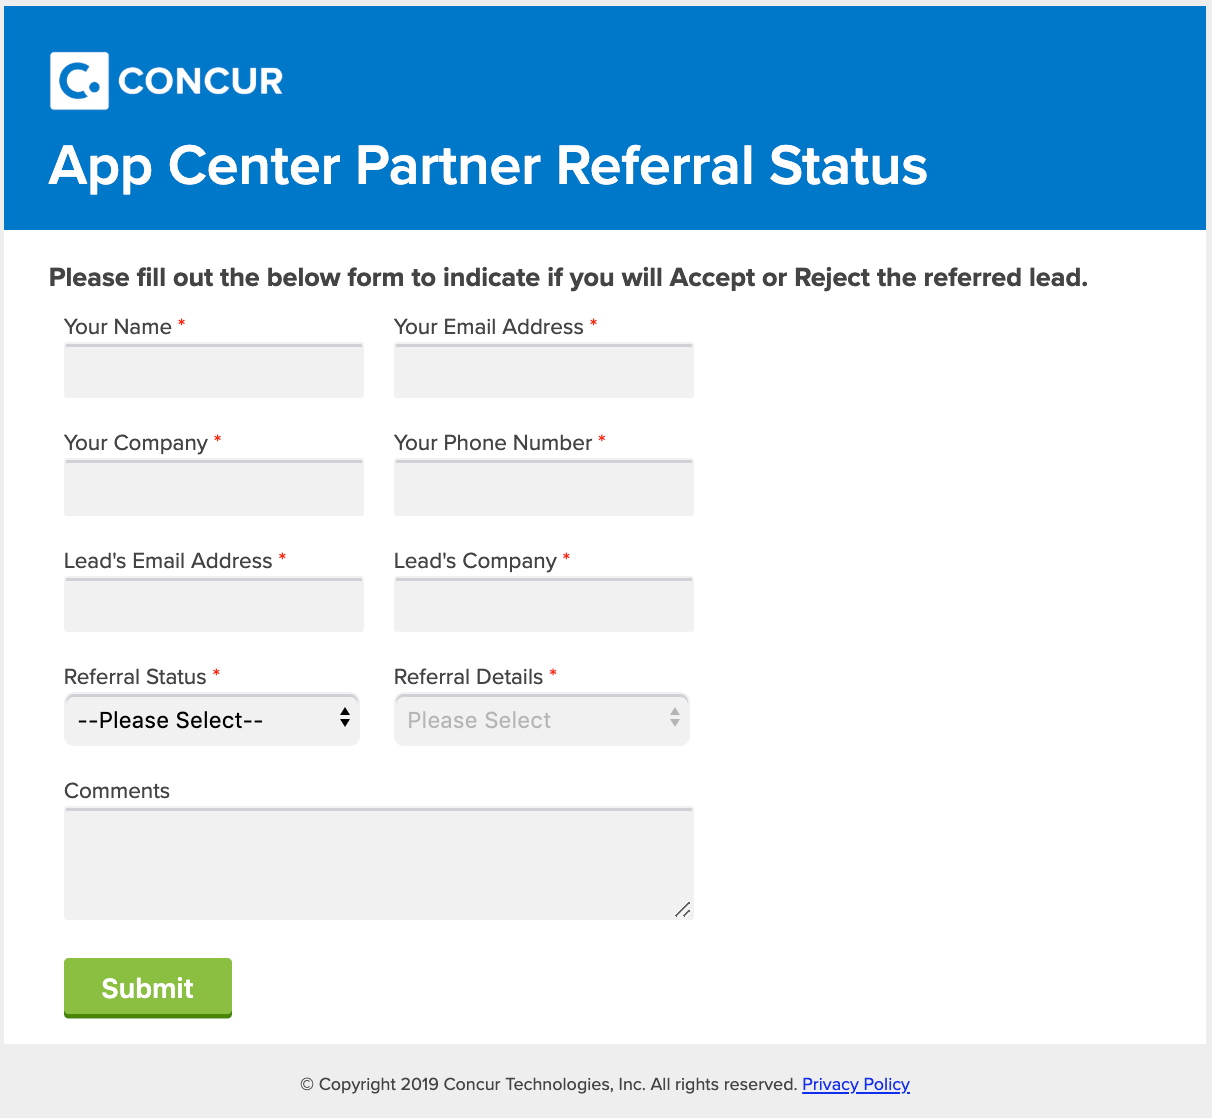 C. CONCUR
App Center Partner Referral Status
Please fill out the below form to indicate if you will Accept or Reject the referred lead.
Your Name * Your Email Address *
Your Company * Your Phone Number *
Lead's Email Address * Lead's Company *
Referral Status * Referral Details *
--Please Select-- Please Select
Comments
Submit
© Copyright 2019 Concur Technologies, Inc. All rights reserved. Privacy Policy